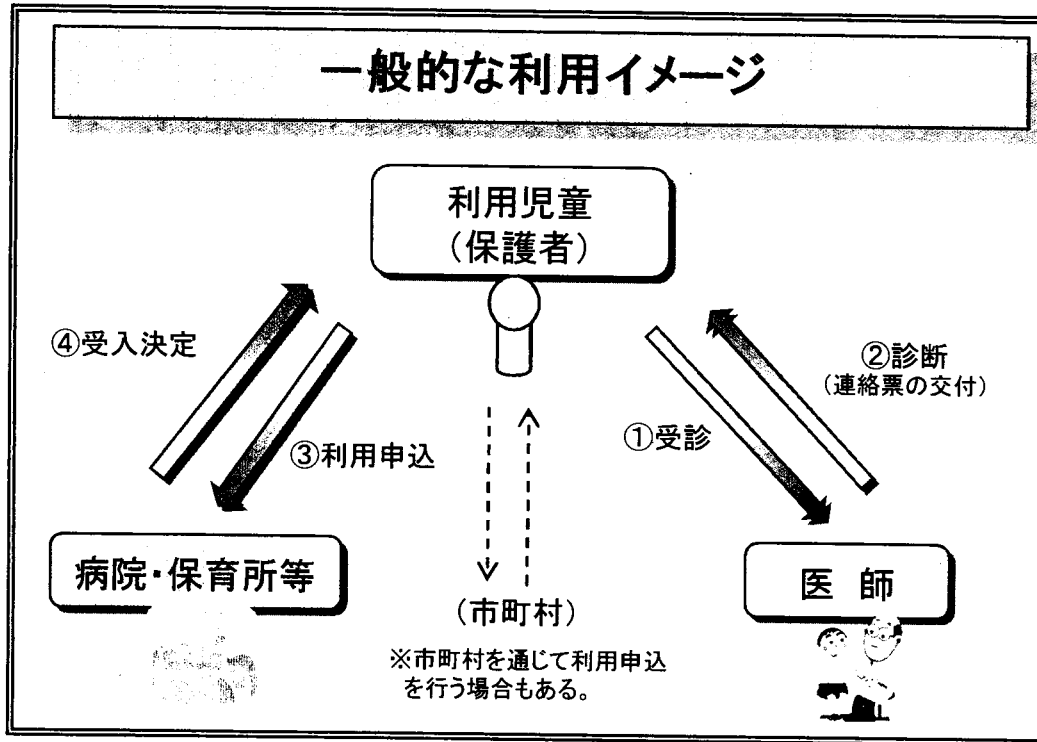 一般的な利用イメージ
利用児童
(保護者)
④受入決定
②診断
(連絡票の交付)
①受診
③利用申込
病院・保育所等
(市町村)
医 師
※市町村を通じて利用申込
を行う場合もある。